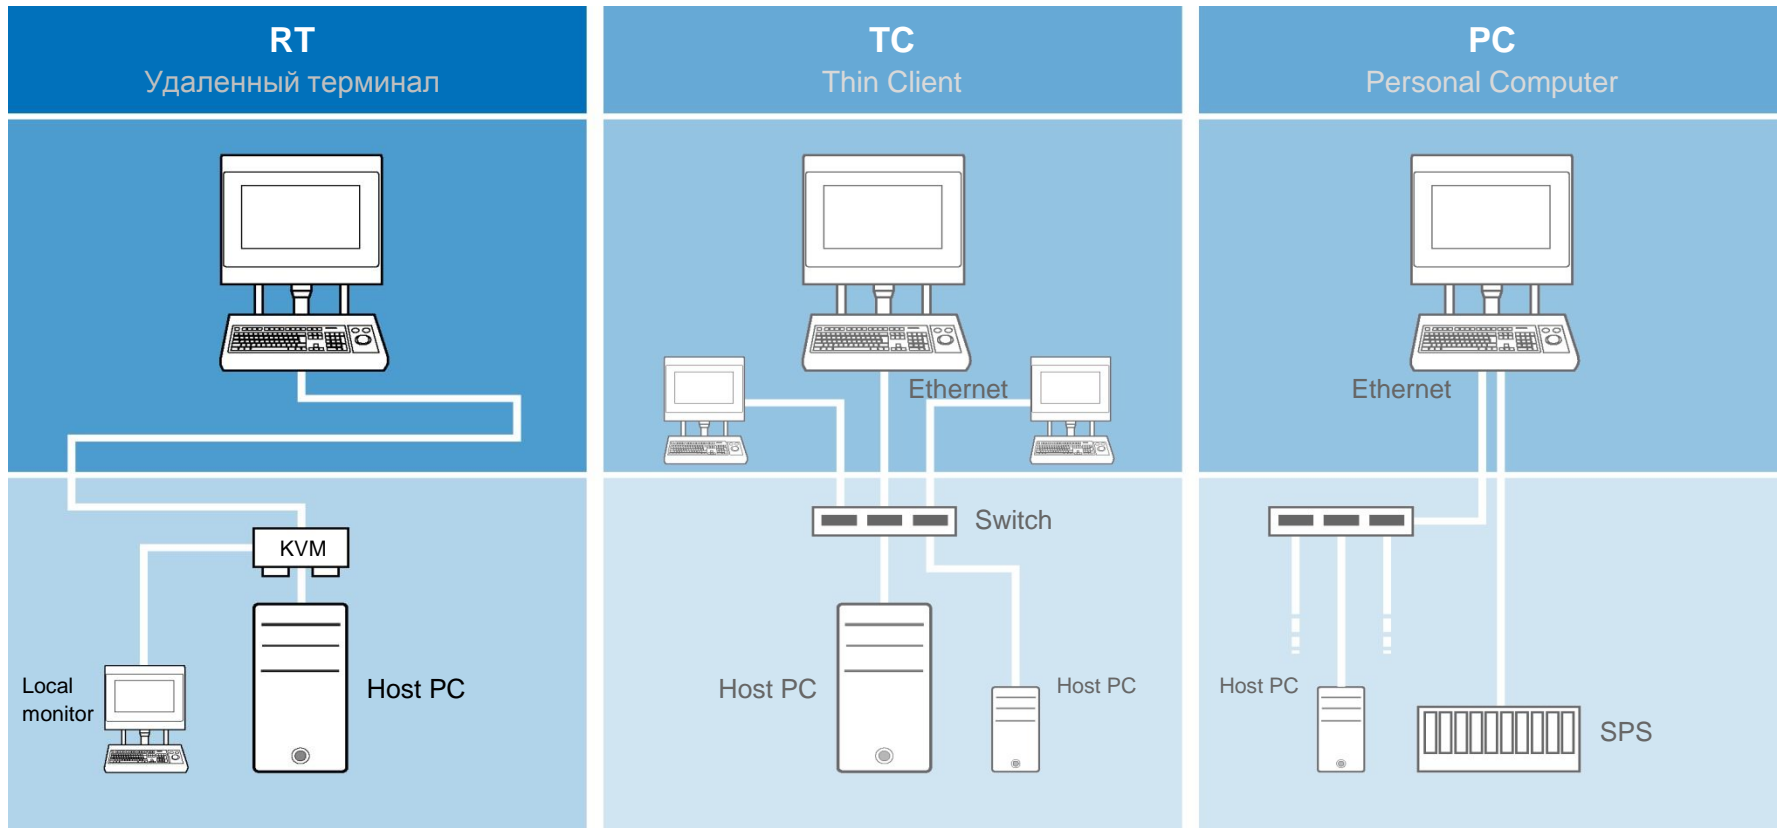 RT
Удаленный терминал
KVM
Local
monitor
Host PC
TC
Thin Client
Ethernet
Switch
Host PC
Host PC
PC
Personal Computer
Ethernet
Host PC
SPS